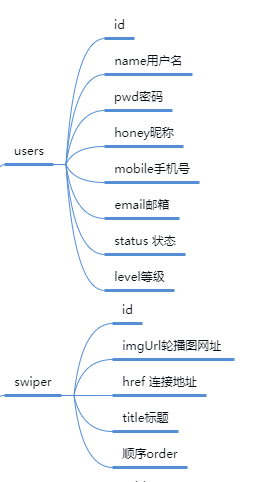 users
id
name用户名
pwd密码
honey昵称
mobile手机号
email邮箱
status 状态
level等级
swiper
id
imgUrl轮播图网址
href 连接地址
title标题
顺序order